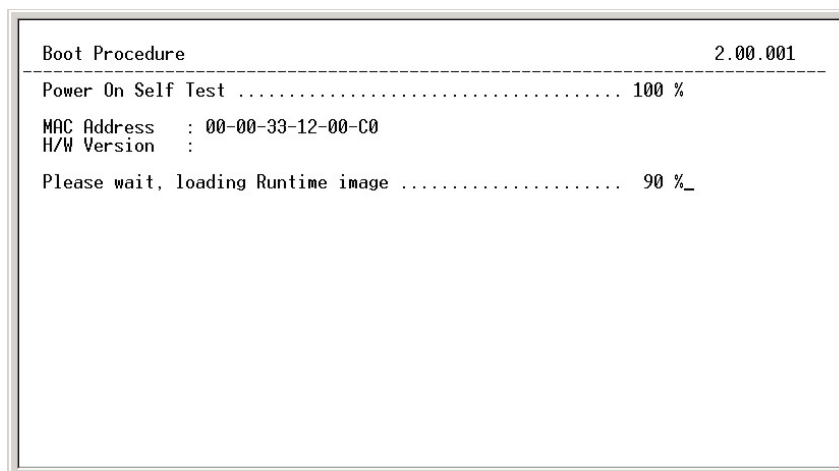 Boot Procedure 2.00.001
--------------------------------------------------------------------------------
Power On Self Test ...................................... 100 %
MAC Address : 00-00-33-12-00-C0
H/W Version :
Please wait, loading Runtime image ...................... 90 %_